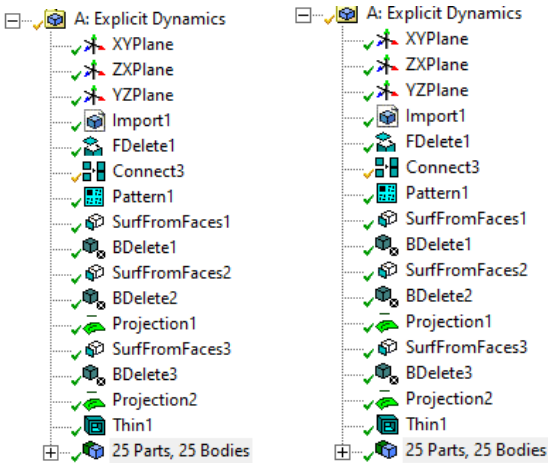 A: Explicit Dynamics
XYPlane
ZXPlane
YZPlane
Import1
FDelete1
Connect3
Pattern1
SurfFromFaces1
BDelete1
SurfFromFaces2
BDelete2
Projection1
SurfFromFaces3
BDelete3
Projection2
Thin1
25 Parts, 25 Bodies
A: Explicit Dynamics
XYPlane
ZXPlane
YZPlane
Import1
FDelete1
Connect3
Pattern1
SurfFromFaces1
BDelete1
SurfFromFaces2
BDelete2
Projection1
SurfFromFaces3
BDelete3
Projection2
Thin1
25 Parts, 25 Bodies